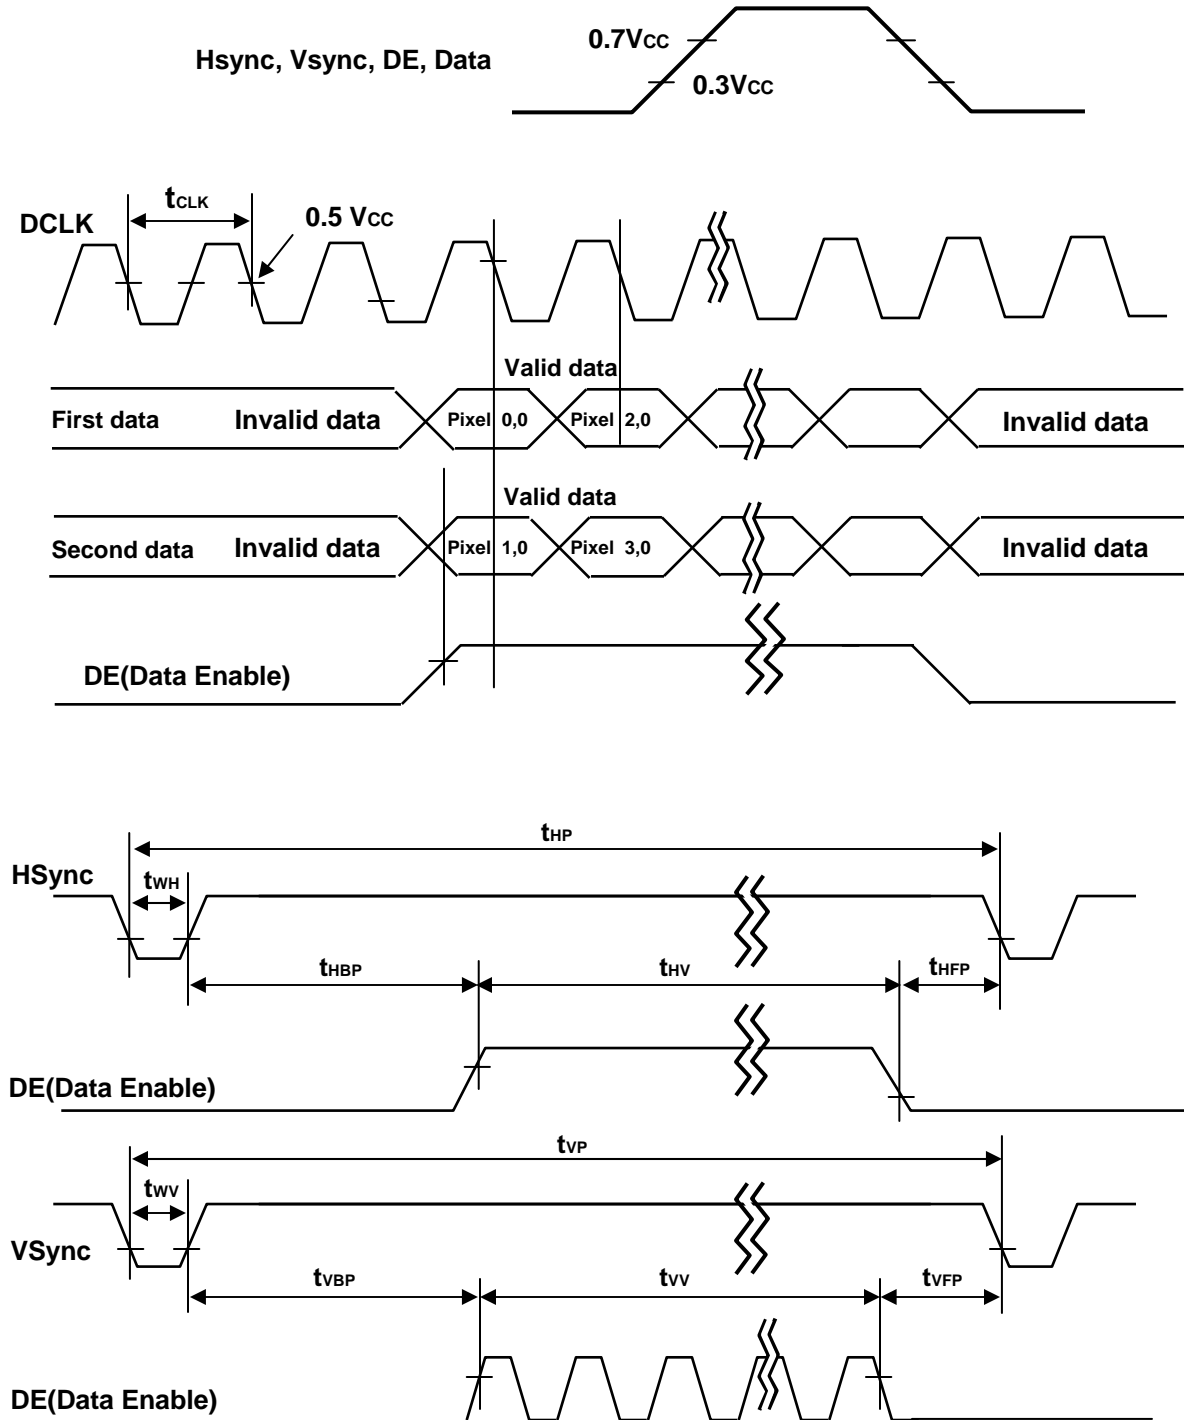 0.7VCC
Hsync, Vsync, DE, Data
0.3VCC
tCLK
DCLK
0.5 VCC
Valid data
First data Invalid data Pixel 0,0 Pixel 2,0 Invalid data
Valid data
Second data Invalid data Pixel 1,0 Pixel 3,0 Invalid data
DE(Data Enable)
tHP
HSync
tWH
tHBP tHV tHFP
DE(Data Enable)
tVP
tWV
VSync
tVBP tVV tVFP
DE(Data Enable)